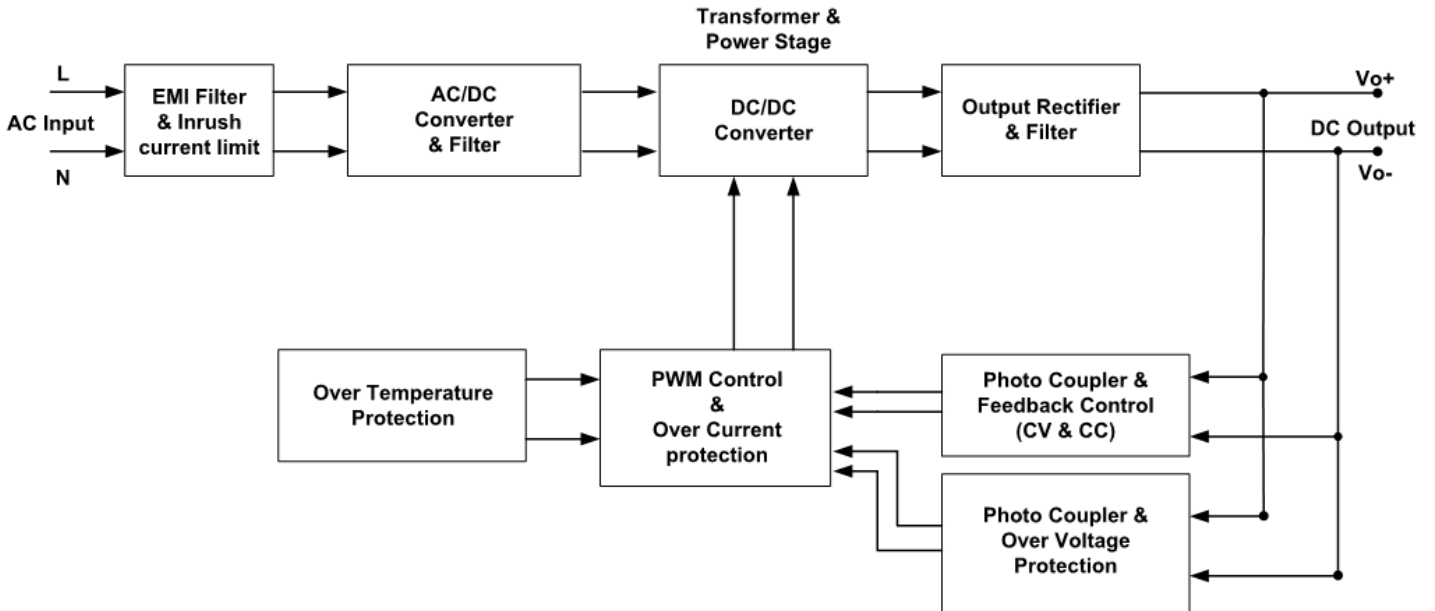 Transformer &
Power Stage
L
AC Input
N
EMI Filter
& Inrush
current limit
AC/DC
Converter
& Filter
DC/DC
Converter
Output Rectifier
& Filter
Vo+
DC Output
Vo-
Over Temperature
Protection
PWM Control
&
Over Current
protection
Photo Coupler &
Feedback Control
(CV & CC)
Photo Coupler &
Over Voltage
Protection